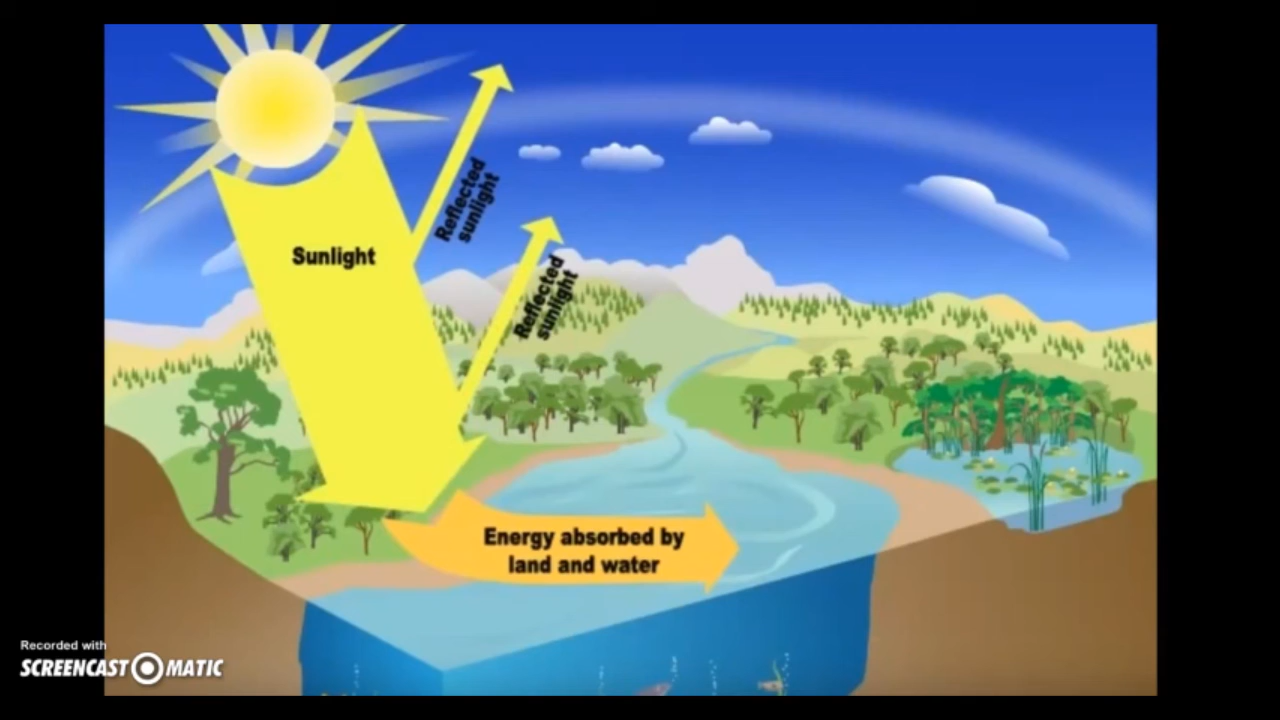 Reflected
sunlight
Sunlight
Reflected
sunlight
Energy absorbed by
land and water
Recorded with
SCREENCAST MATIC